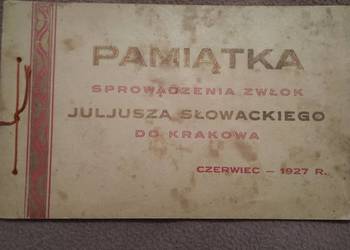 PAMIĄTKA
SPROWADZENIA ZWŁOK
JULJUSZA SŁOWACKIEGO
DO KRAKOWA
CZERWIEC – 1927 R.